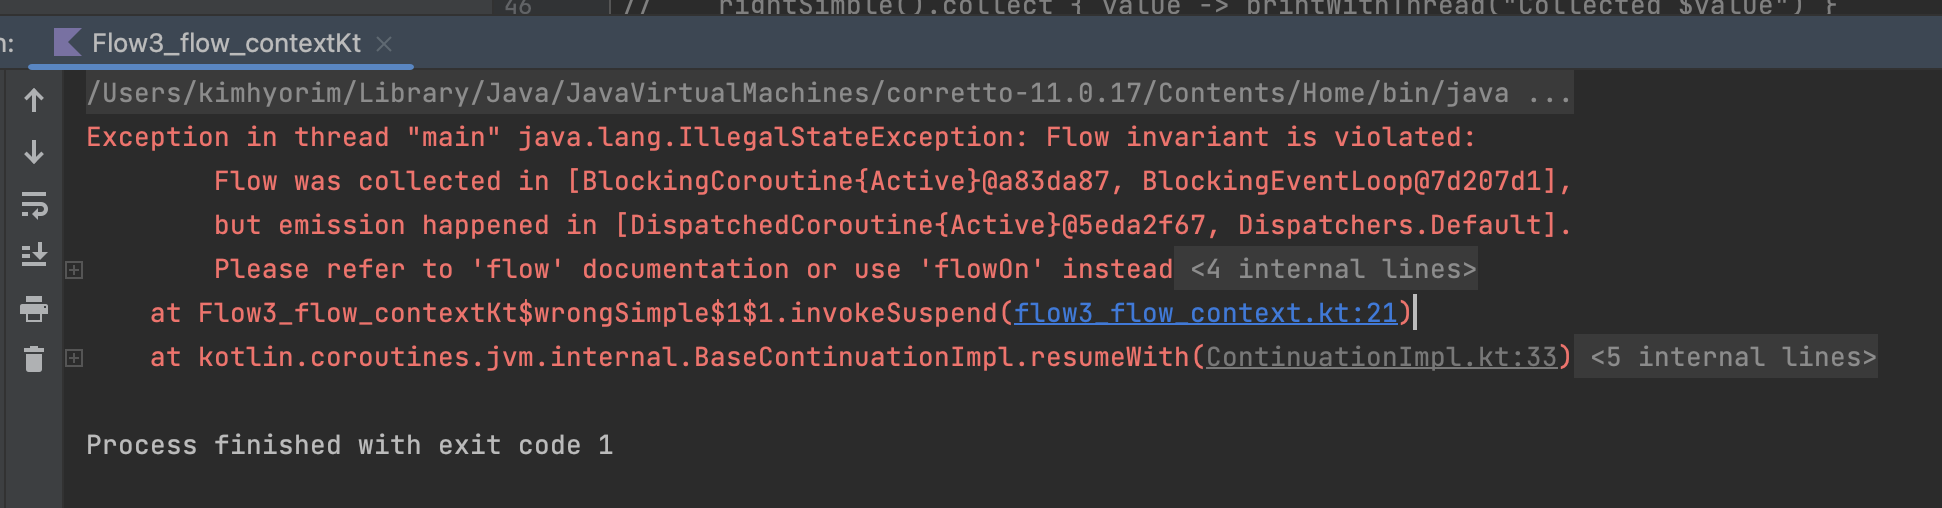 46 // rightSimple().collect { value -> printWithThread("Collected $value") }
n: Flow3_flow_contextKt
/Users/kimhyorim/Library/Java/JavaVirtualMachines/corretto-11.0.17/Contents/Home/bin/java ...
Exception in thread "main" java.lang.IllegalStateException: Flow invariant is violated:
Flow was collected in [BlockingCoroutine{Active}@a83da87, BlockingEventLoop@7d207d1],
but emission happened in [DispatchedCoroutine{Active}@5eda2f67, Dispatchers.Default].
Please refer to 'flow' documentation or use 'flowOn' instead <4 internal lines>
at Flow3_flow_contextKt$wrongSimple$1$1.invokeSuspend(flow3_flow_context.kt:21)
at kotlin.coroutines.jvm.internal.BaseContinuationImpl.resumeWith(ContinuationImpl.kt:33) <5 internal lines>
Process finished with exit code 1